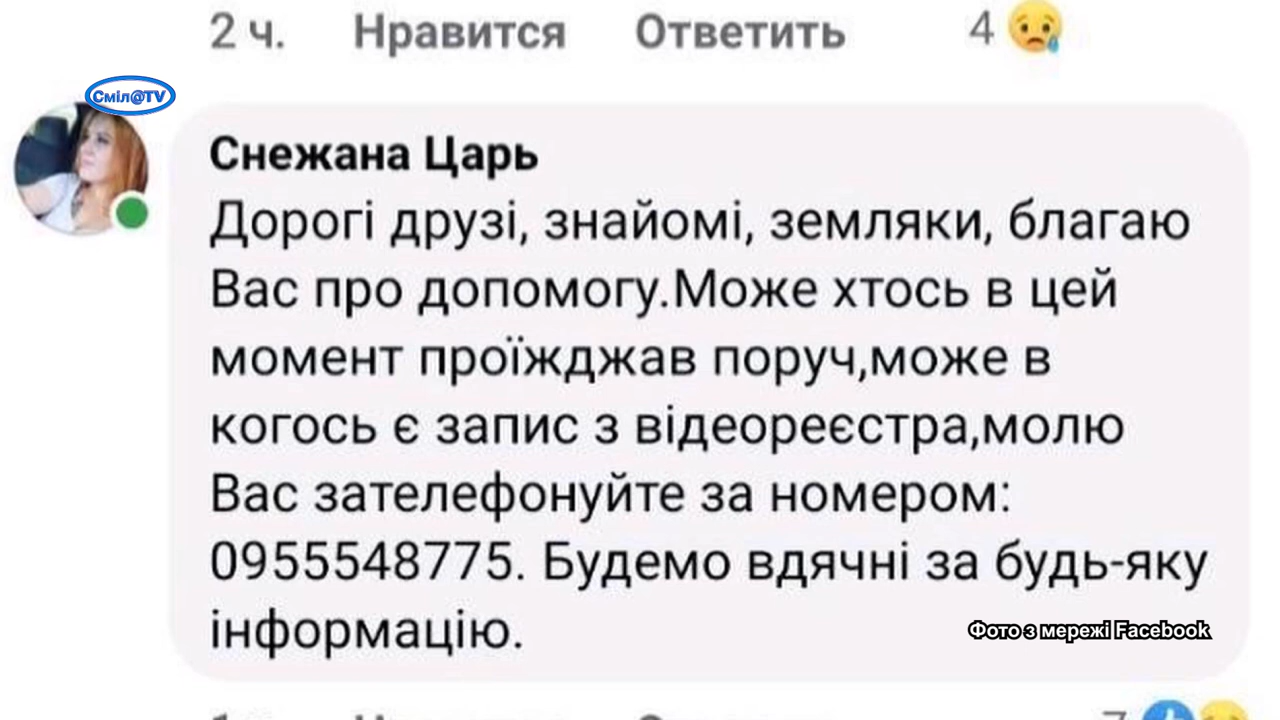 2 ч. Нравится Ответить 4
Сміл@TV
Снежана Царь
Дорогі друзі, знайомі, земляки, благаю
Вас про допомогу.Може хтось в цей
момент проїжджав поруч,може в
когось є запис з відеореєстра,молю
Вас зателефонуйте за номером:
0955548775. Будемо вдячні за будь-яку
інформацію.
Фото з мережі Facebook